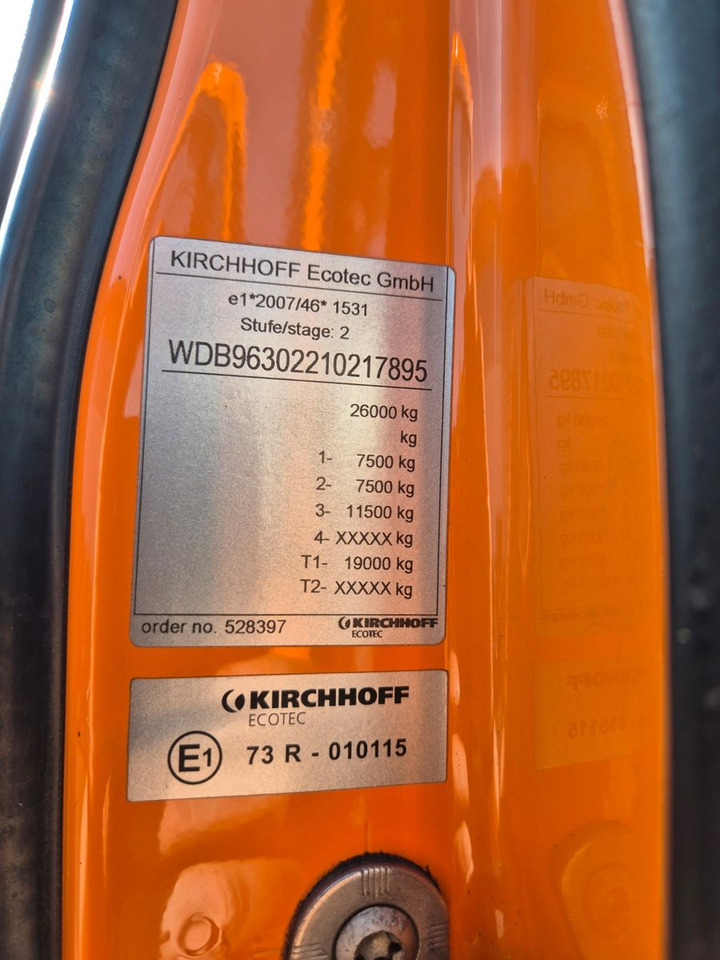 KIRCHHOFF Ecotec GmbH
e1*2007/46* 1531
Stufe/stage: 2
WDB96302210217895
26000 kg
kg
1- 7500 kg
2- 7500 kg
3- 11500 kg
4- XXXXX kg
T1- 19000 kg
T2- XXXXX kg
order no. 528397 KIRCHHOFF
ECOTEC
KIRCHHOFF
ECOTEC
E1 73 R - 010115